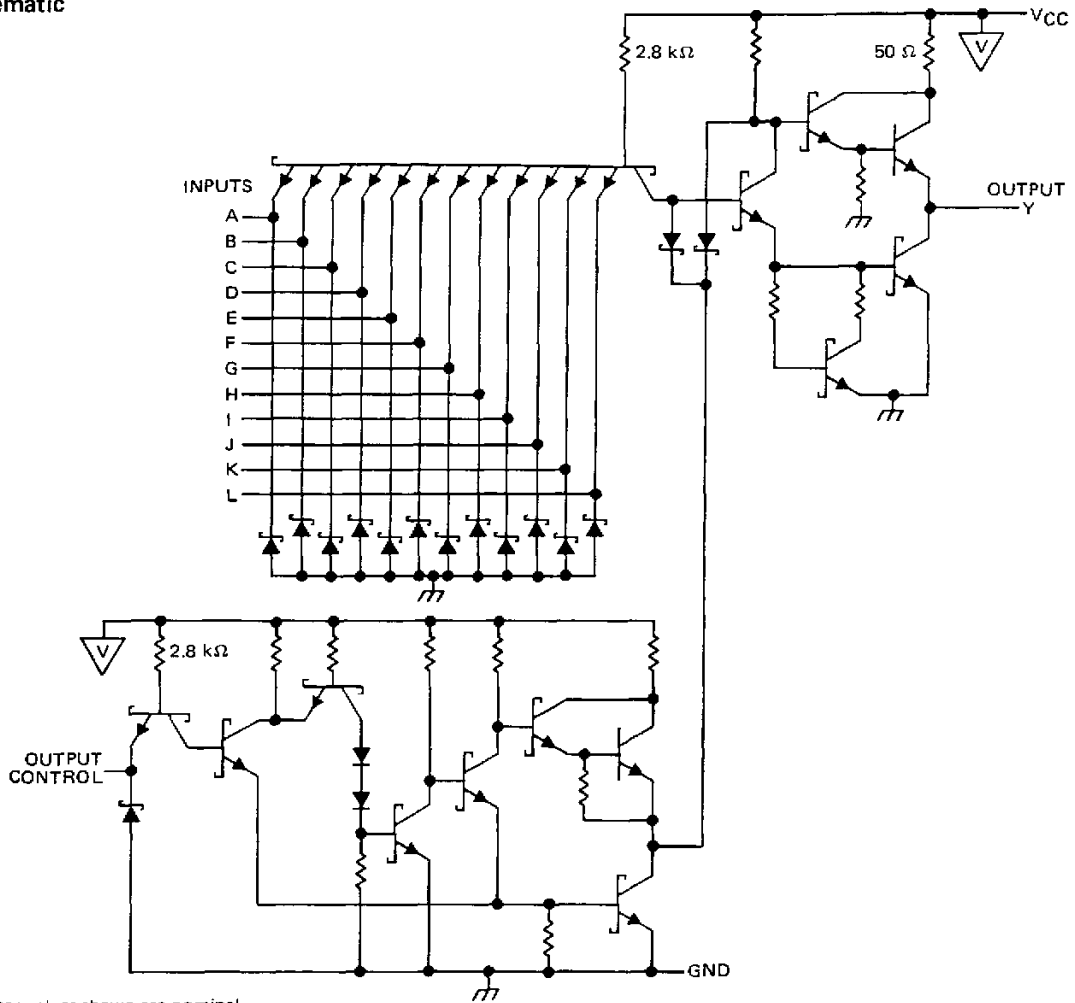 ematic
VCC
V
2.8 kΩ
50 Ω
INPUTS
OUTPUT
Y
A
B
C
D
E
F
G
H
I
J
K
L
V
2.8 kΩ
OUTPUT
CONTROL
GND